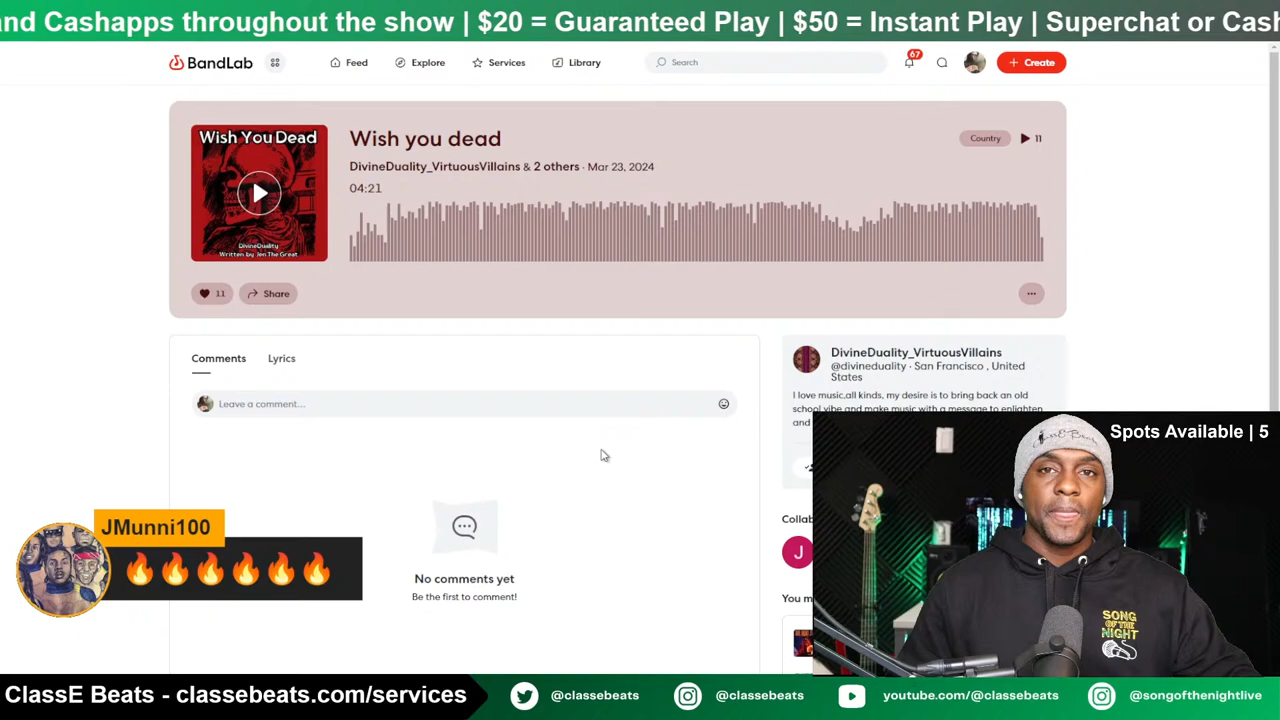 and Cashapps throughout the show | $20 = Guaranteed Play | $50 = Instant Play | Superchat or Cash
BandLab
Feed
Explore
Services
Library
Search
67
+ Create
Wish You Dead
DivineDuality
Written by Jen The Great
Wish you dead
Country
11
DivineDuality_VirtuousVillains & 2 others · Mar 23, 2024
04:21
11
Share
Comments
Lyrics
Leave a comment...
No comments yet
Be the first to comment!
DivineDuality_VirtuousVillains
@divineduality · San Francisco , United
States
I love music,all kinds, my desire is to bring back an old
school vibe and make music with a message to enlighten
and
Collab
J
You m
Spots Available | 5
ClassE Beats
SONG
OF THE
NIGHT
JMunni100
🔥🔥🔥🔥🔥🔥
ClassE Beats - classebeats.com/services
@classebeats
@classebeats
youtube.com/@classebeats
@songofthenightlive